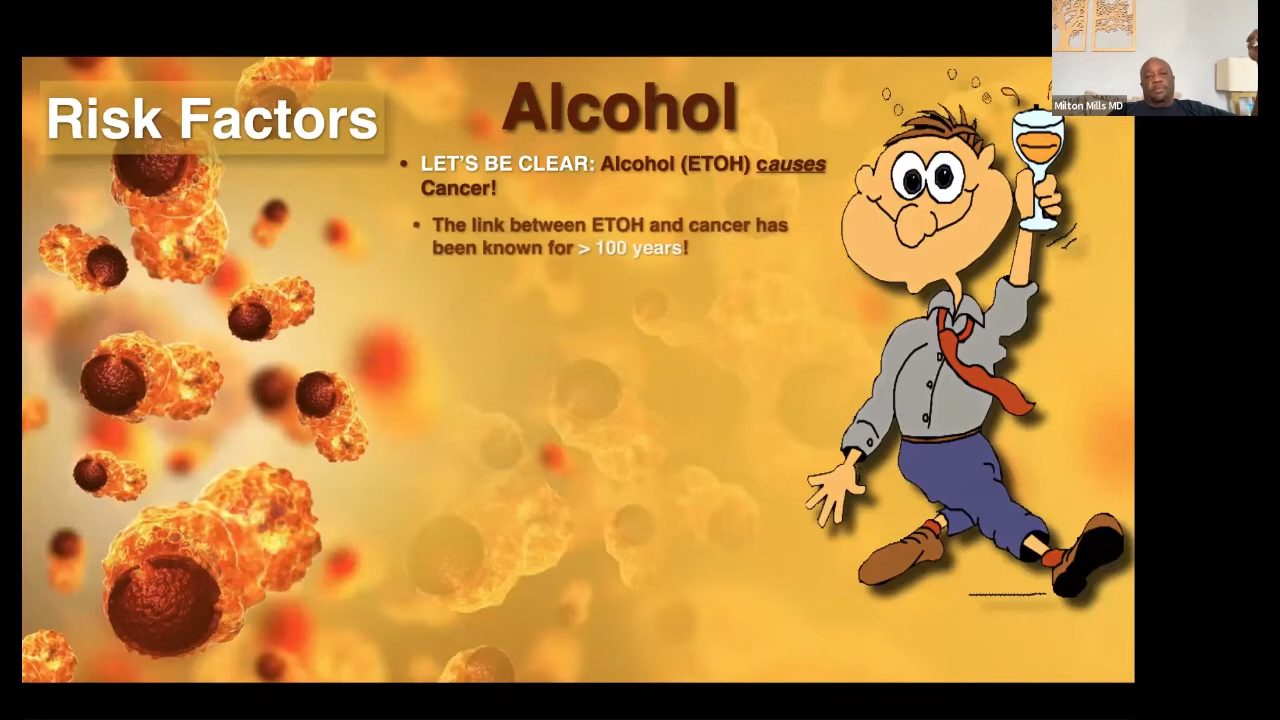 Risk Factors
Alcohol
• LET'S BE CLEAR: Alcohol (ETOH) causes
Cancer!
• The link between ETOH and cancer has
been known for > 100 years!
Milton Mills MD